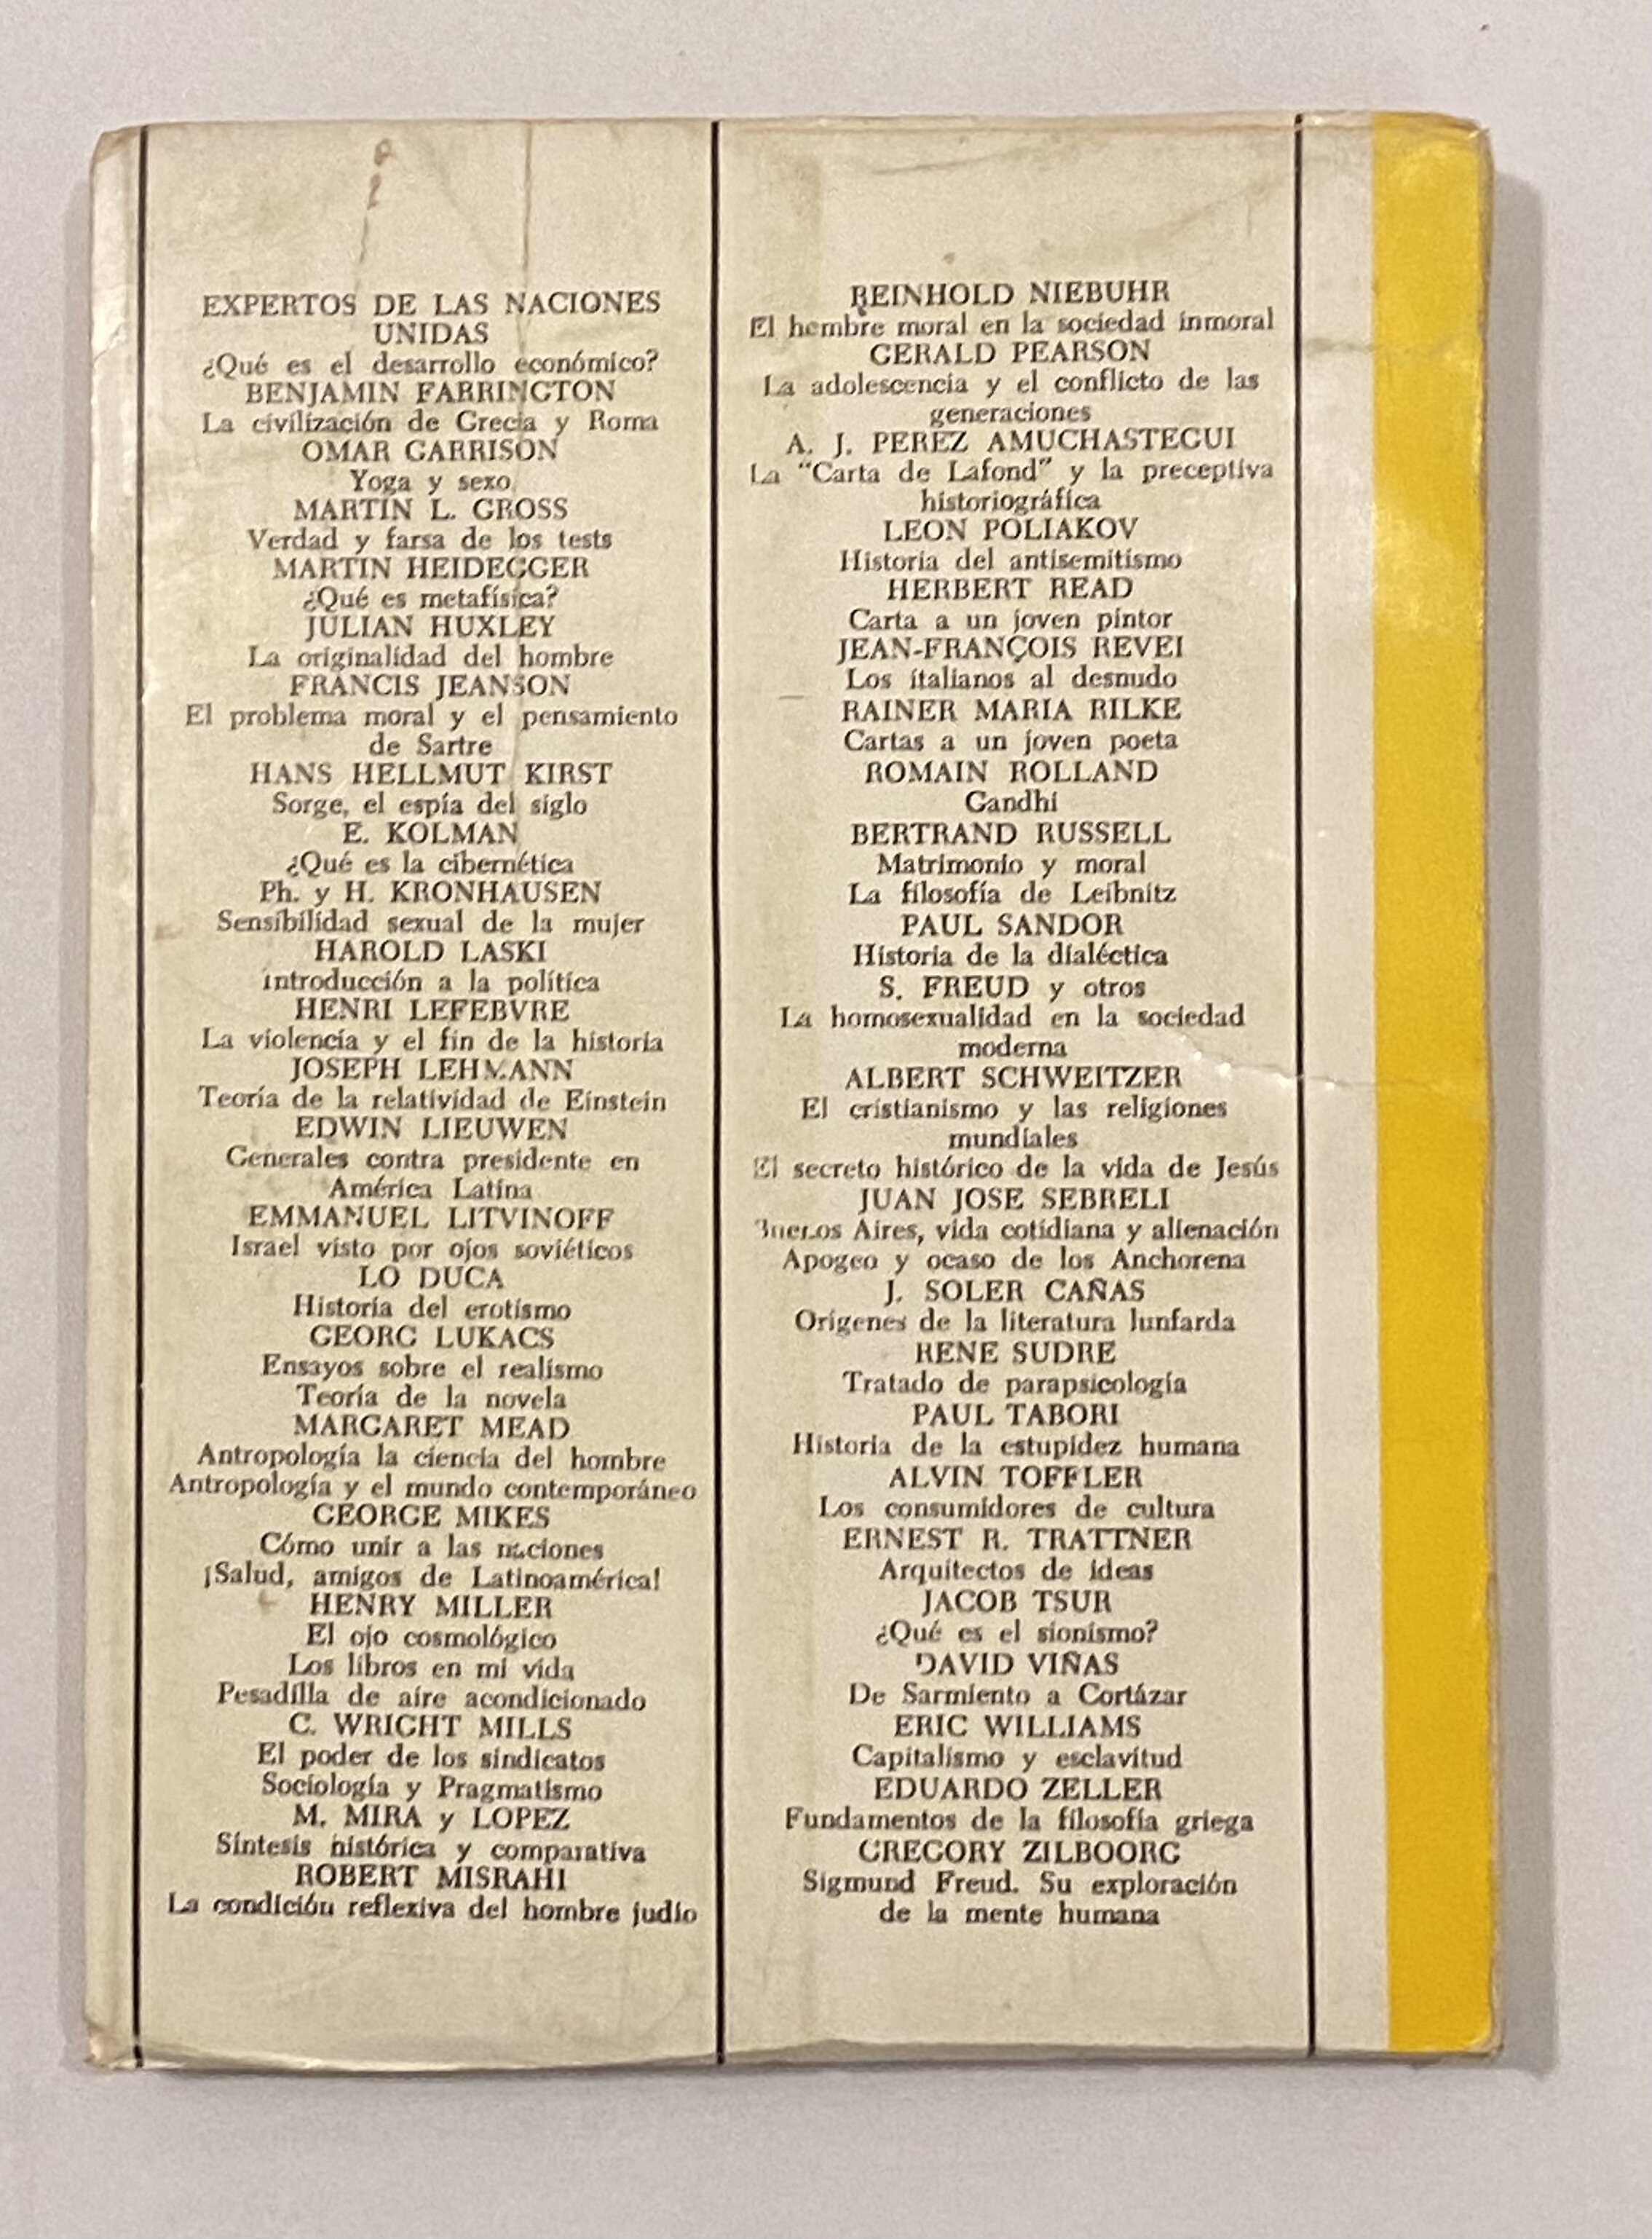 EXPERTOS DE LAS NACIONES
UNIDAS
¿Qué es el desarrollo económico?
BENJAMIN FARRINGTON
La civilización de Grecia y Roma
OMAR GARRISON
Yoga y sexo
MARTIN L. GROSS
Verdad y farsa de los tests
MARTIN HEIDEGGER
¿Qué es metafísica?
JULIAN HUXLEY
La originalidad del hombre
FRANCIS JEANSON
El problema moral y el pensamiento
de Sartre
HANS HELLMUT KIRST
Sorge, el espía del siglo
E. KOLMAN
¿Qué es la cibernética
Ph. y H. KRONHAUSEN
Sensibilidad sexual de la mujer
HAROLD LASKI
introducción a la política
HENRI LEFEBVRE
La violencia y el fin de la historia
JOSEPH LEHMANN
Teoría de la relatividad de Einstein
EDWIN LIEUWEN
Generales contra presidente en
América Latina
EMMANUEL LITVINOFF
Israel visto por ojos soviéticos
LO DUCA
Historia del erotismo
GEORG LUKACS
Ensayos sobre el realismo
Teoría de la novela
MARGARET MEAD
Antropología la ciencia del hombre
Antropología y el mundo contemporáneo
GEORGE MIKES
Cómo unir a las naciones
¡Salud, amigos de Latinoamérica!
HENRY MILLER
El ojo cosmológico
Los libros en mi vida
Pesadilla de aire acondicionado
C. WRIGHT MILLS
El poder de los sindicatos
Sociología y Pragmatismo
M. MIRA y LOPEZ
Síntesis histórica y comparativa
ROBERT MISRAHI
La condición reflexiva del hombre judío
REINHOLD NIEBUHR
El hombre moral en la sociedad inmoral
GERALD PEARSON
La adolescencia y el conflicto de las
generaciones
A. J. PEREZ AMUCHASTEGUI
La "Carta de Lafond" y la preceptiva
historiográfica
LEON POLIAKOV
Historia del antisemitismo
HERBERT READ
Carta a un joven pintor
JEAN-FRANÇOIS REVEI
Los italianos al desnudo
RAINER MARIA RILKE
Cartas a un joven poeta
ROMAIN ROLLAND
Gandhi
BERTRAND RUSSELL
Matrimonio y moral
La filosofía de Leibnitz
PAUL SANDOR
Historia de la dialéctica
S. FREUD y otros
La homosexualidad en la sociedad
moderna
ALBERT SCHWEITZER
El cristianismo y las religiones
mundiales
El secreto histórico de la vida de Jesús
JUAN JOSE SEBRELI
Buenos Aires, vida cotidiana y alienación
Apogeo y ocaso de los Anchorena
J. SOLER CAÑAS
Orígenes de la literatura lunfarda
RENE SUDRE
Tratado de parapsicología
PAUL TABORI
Historia de la estupidez humana
ALVIN TOFFLER
Los consumidores de cultura
ERNEST R. TRATTNER
Arquitectos de ideas
JACOB TSUR
¿Qué es el sionismo?
DAVID VIÑAS
De Sarmiento a Cortázar
ERIC WILLIAMS
Capitalismo y esclavitud
EDUARDO ZELLER
Fundamentos de la filosofía griega
GREGORY ZILBOORG
Sigmund Freud. Su exploración
de la mente humana